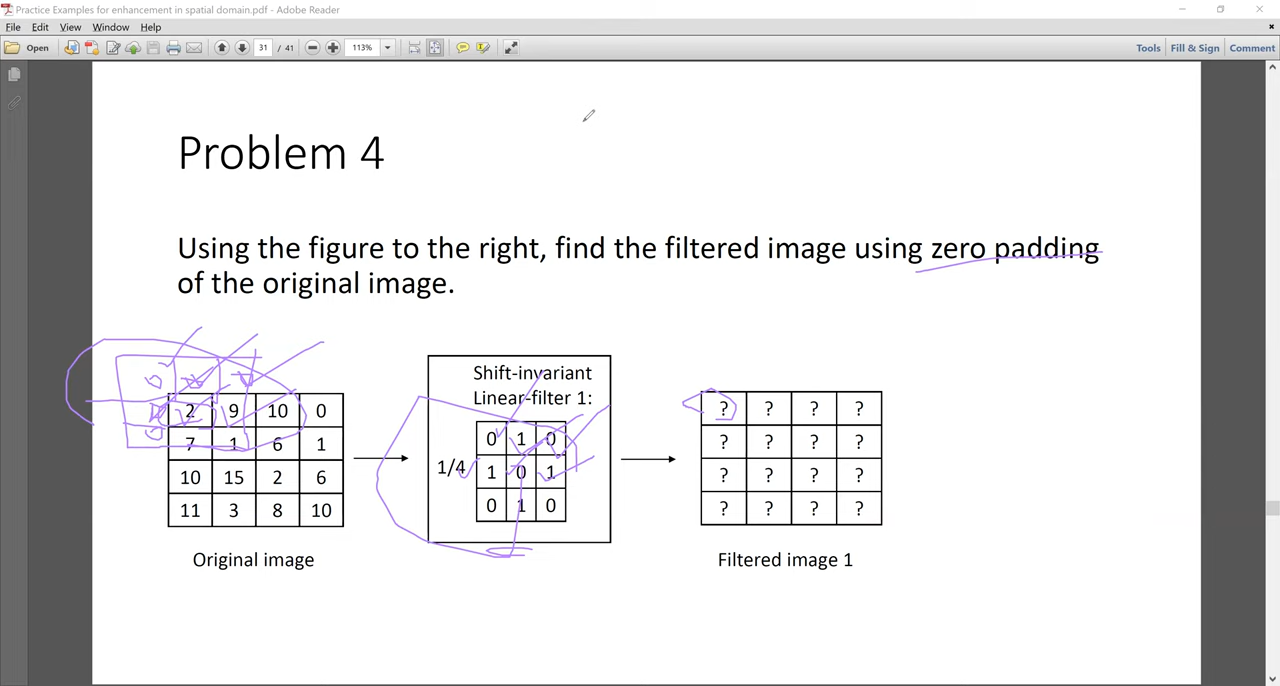 Practice Examples for enhancement in spatial domain.pdf - Adobe Reader
File Edit View Window Help
Open 31 / 41 113% Tools Fill & Sign Comment
Problem 4
Using the figure to the right, find the filtered image using zero padding
of the original image.
Shift-invariant
Linear-filter 1:
0 0
2 9 10 0
7 1 6 1
10 15 2 6
11 3 8 10
Original image
1/4
0 1 0
1 0 1
0 1 0
? ? ? ?
? ? ? ?
? ? ? ?
? ? ? ?
Filtered image 1